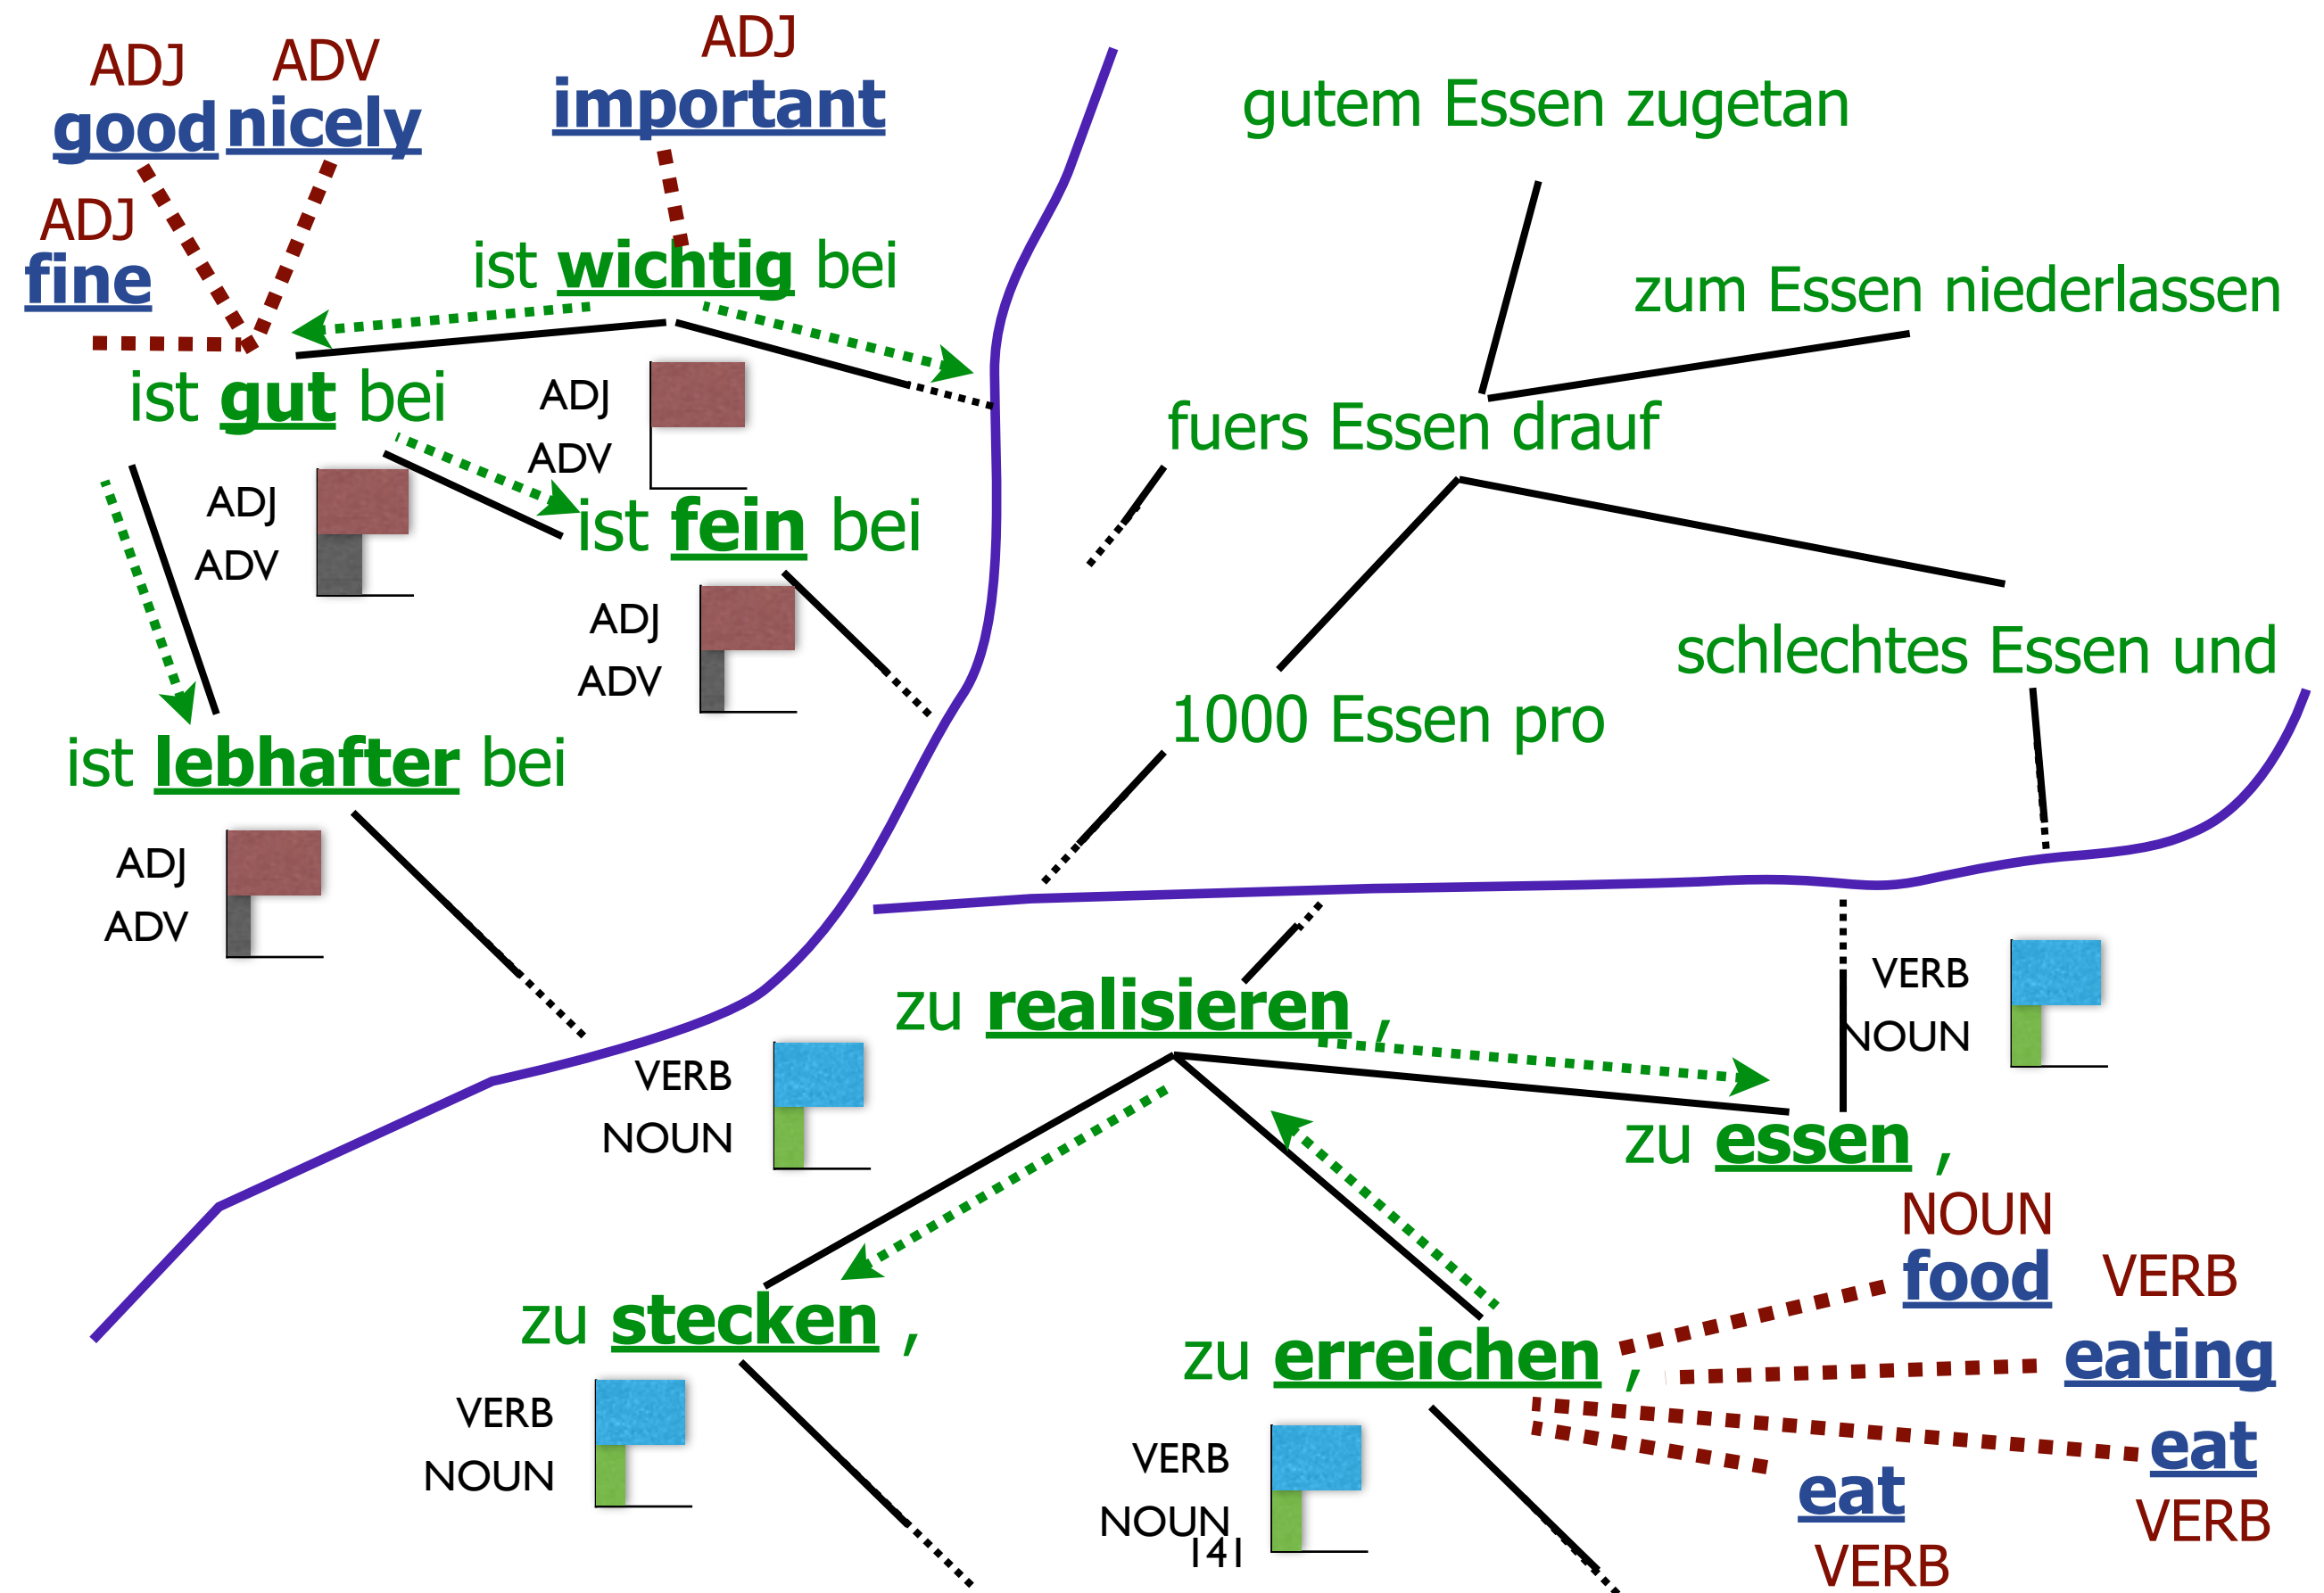 ADJ
ADV
ADJ
good nicely
important
gutem Essen zugetan
ADJ
fine
ist wichtig bei
zum Essen niederlassen
ist gut bei
ADJ
ADV
fuers Essen drauf
ADJ
ADV
ist fein bei
ADJ
ADV
schlechtes Essen und
1000 Essen pro
ist lebhafter bei
ADJ
ADV
zu realisieren ,
VERB
NOUN
VERB
NOUN
zu essen ,
NOUN
food
VERB
zu stecken ,
zu erreichen ,
eating
VERB
NOUN
eat
VERB
VERB
NOUN
eat
VERB
141